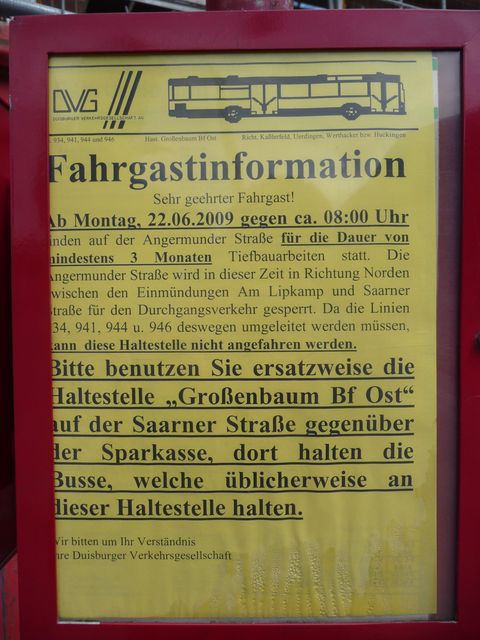 DVG
DUISBURGER VERKEHRSGESELLSCHAFT AG
934, 941, 944 und 946 Hast. Großenbaum Bf Ost Richt. Kaßlerfeld, Uerdingen, Werthacker bzw. Huckingen
Fahrgastinformation
Sehr geehrter Fahrgast!
Ab Montag, 22.06.2009 gegen ca. 08:00 Uhr
inden auf der Angermunder Straße für die Dauer von
mindestens 3 Monaten Tiefbauarbeiten statt. Die
Angermunder Straße wird in dieser Zeit in Richtung Norden
zwischen den Einmündungen Am Lipkamp und Saarner
Straße für den Durchgangsverkehr gesperrt. Da die Linien
934, 941, 944 u. 946 deswegen umgeleitet werden müssen,
kann diese Haltestelle nicht angefahren werden.
Bitte benutzen Sie ersatzweise die
Haltestelle „Großenbaum Bf Ost“
auf der Saarner Straße gegenüber
der Sparkasse, dort halten die
Busse, welche üblicherweise an
dieser Haltestelle halten.
Wir bitten um Ihr Verständnis
Ihre Duisburger Verkehrsgesellschaft